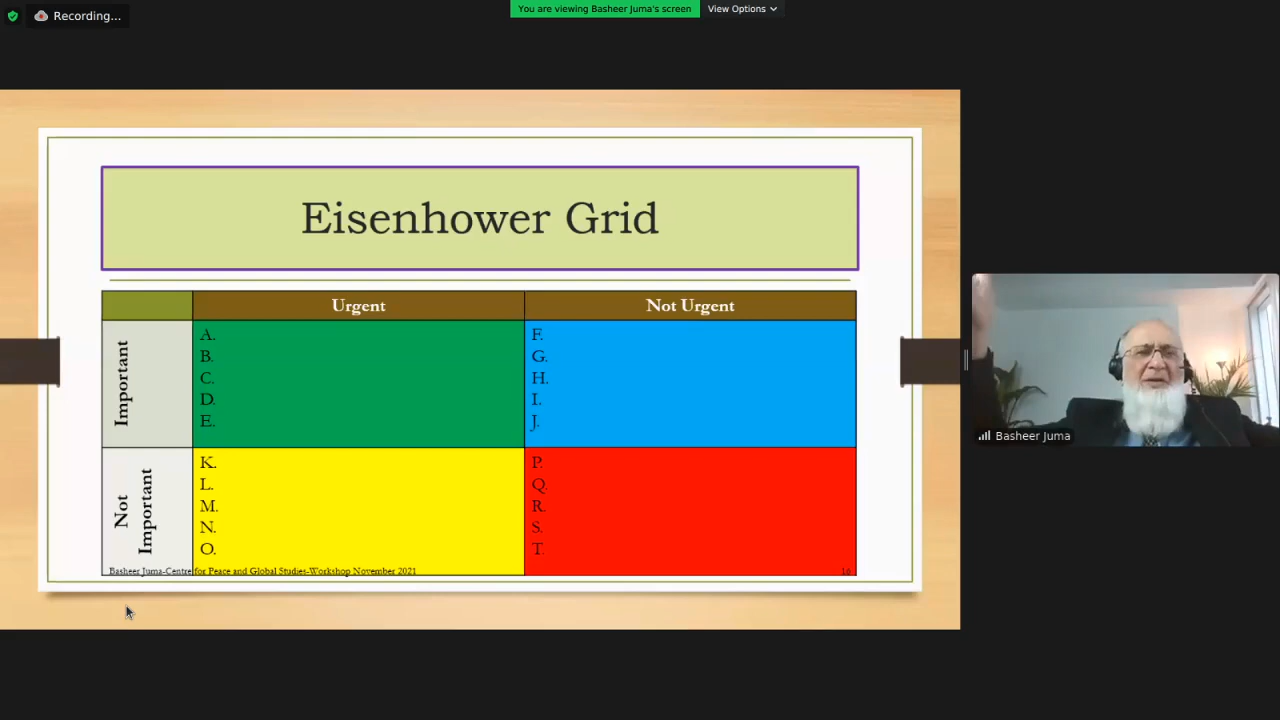 Recording...
You are viewing Basheer Juma's screen
View Options
Eisenhower Grid
Urgent
Not Urgent
Important
A.
B.
C.
D.
E.
F.
G.
H.
I.
J.
Not
Important
K.
L.
M.
N.
O.
P.
Q.
R.
S.
T.
Basheer Juma-Centre for Peace and Global Studies-Workshop November 2021
10
Basheer Juma